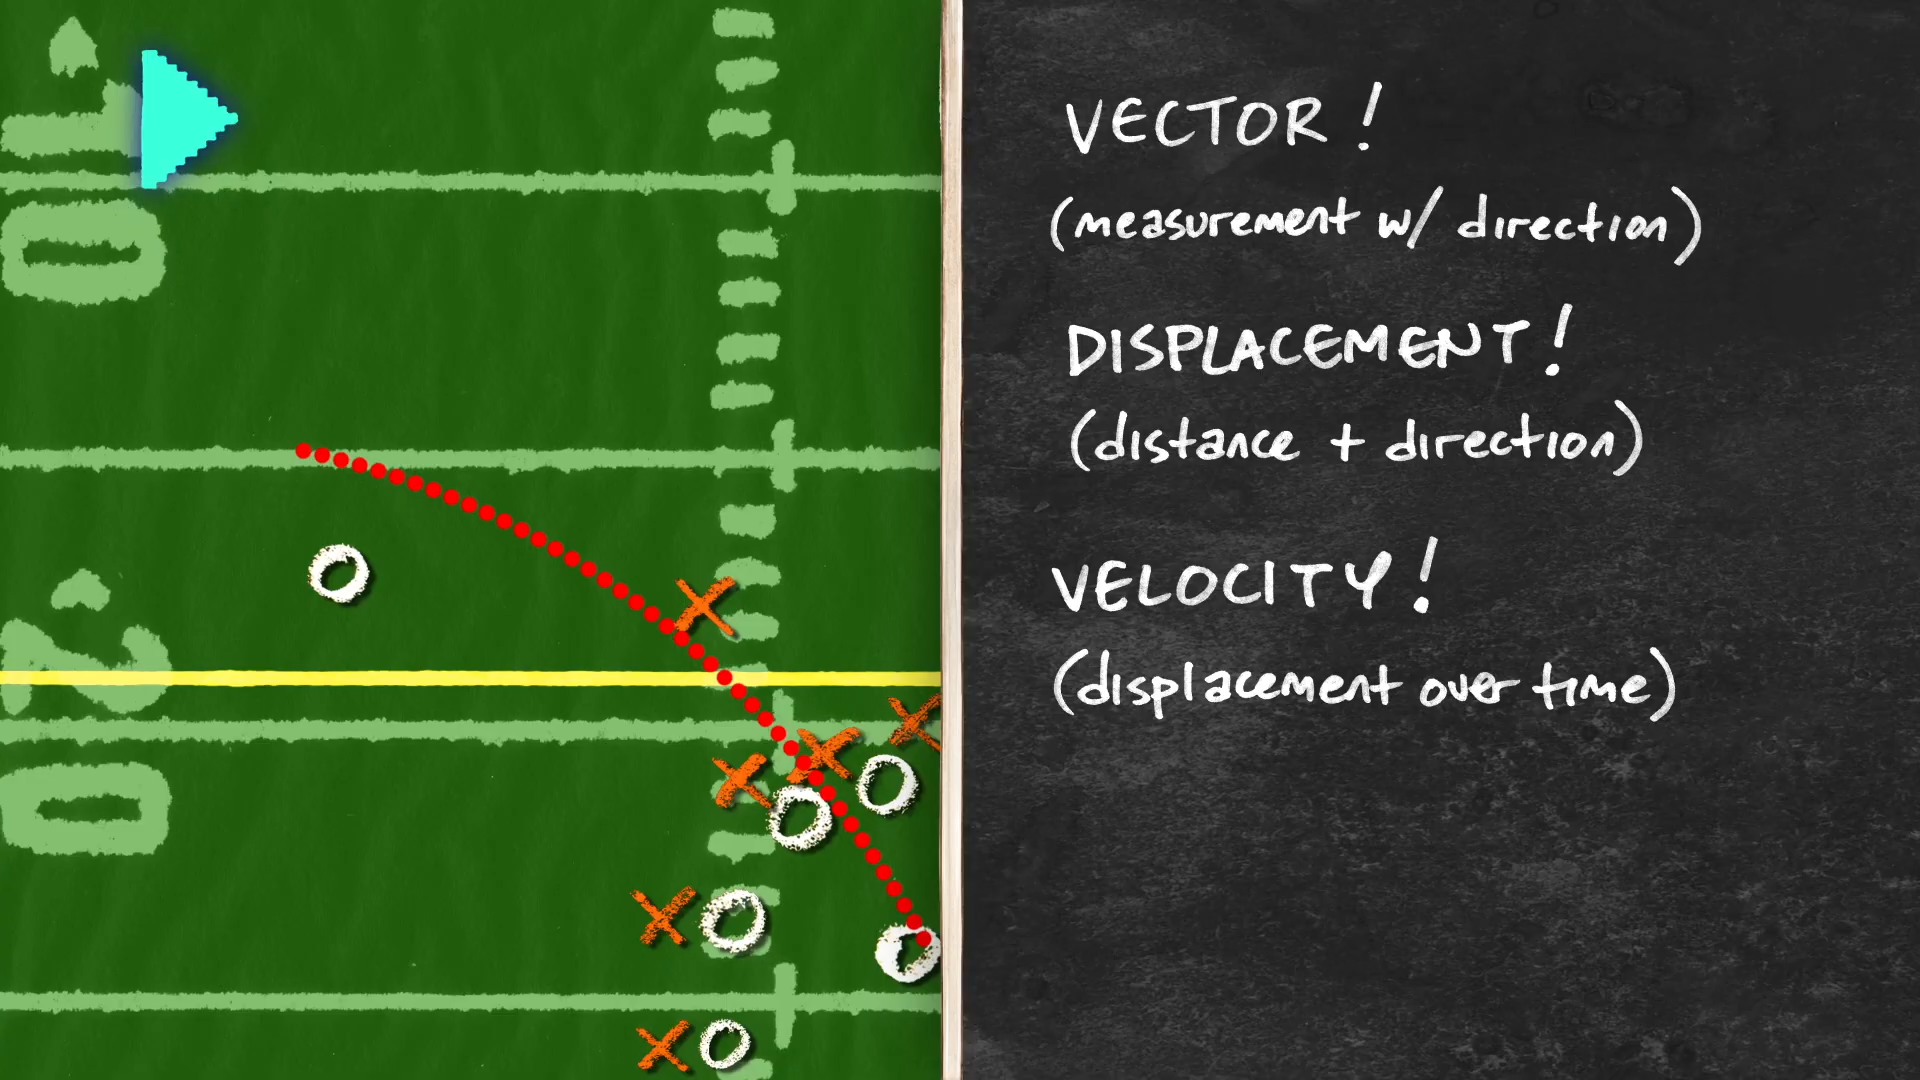 10
20
VECTOR!
(measurement w/ direction)
DISPLACEMENT!
(distance + direction)
VELOCITY!
(displacement over time)